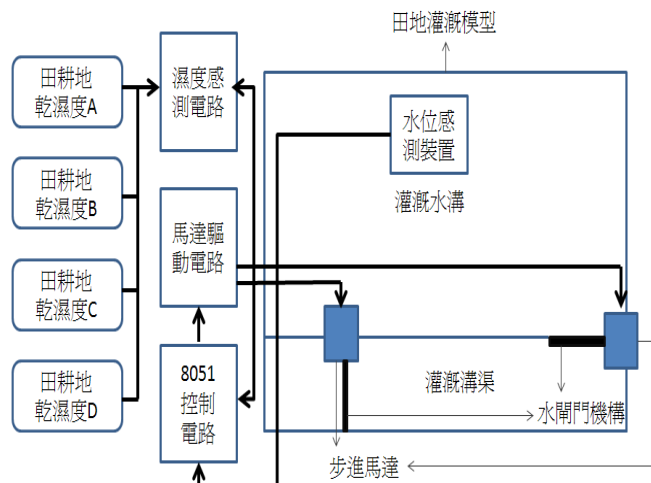 田地灌漑模型
田耕地
乾濕度A
濕度感
測電路
水位感
測裝置
田耕地
乾濕度B
灌漑水溝
馬達驅
動電路
田耕地
乾濕度C
田耕地
乾濕度D
8051
控制
電路
灌漑溝渠
水閘門機構
步進馬達